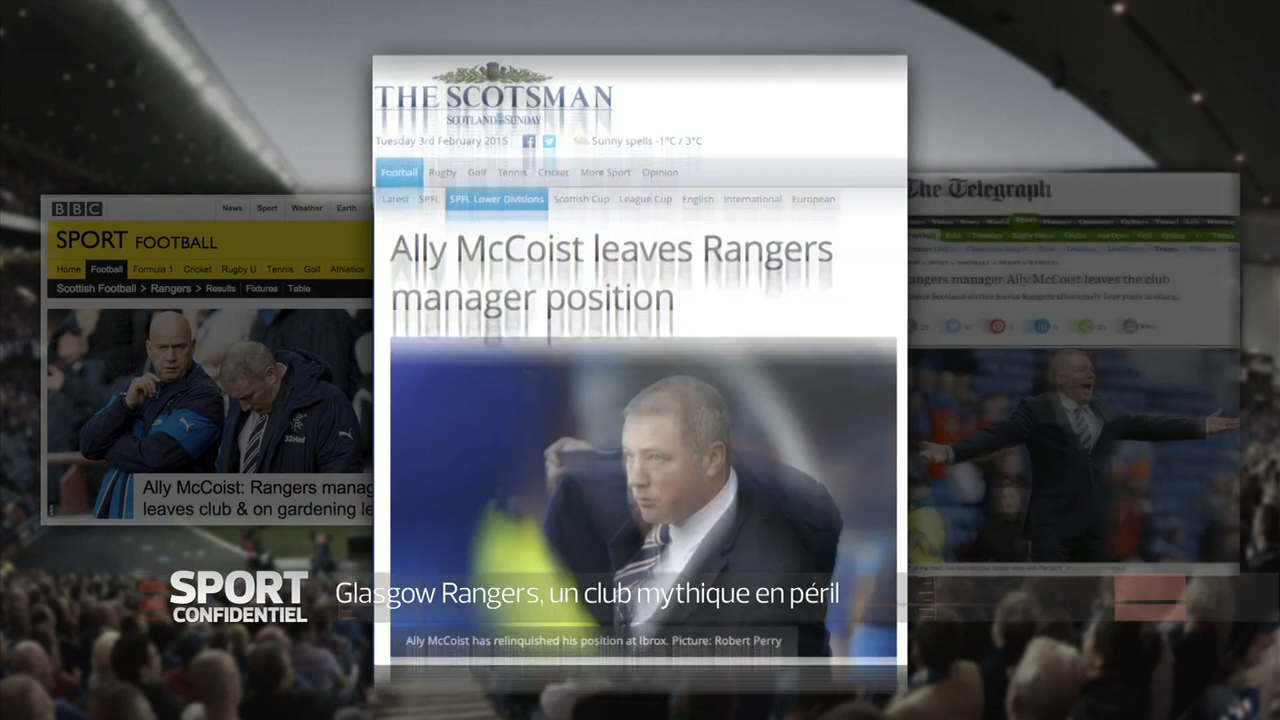 THE SCOTSMAN
SCOTLAND ON SUNDAY
Tuesday 3rd February 2015
Sunny spells -1°C / 3°C
Football Rugby Golf Tennis Cricket More Sport Opinion
Latest SPFL SPFL Lower Divisions Scottish Cup League Cup English International European
Ally McCoist leaves Rangers
manager position
Ally McCoist has relinquished his position at Ibrox. Picture: Robert Perry
BBC News Sport Weather Earth
SPORT FOOTBALL
Home Football Formula 1 Cricket Rugby U Tennis Golf Athletics
Scottish Football > Rangers > Results Fixtures Table
32Red
Ally McCoist: Rangers manag
leaves club & on gardening le
The Telegraph
angers manager Ally McCoist leaves the club
SPORT
CONFIDENTIEL
Glasgow Rangers, un club mythique en péril